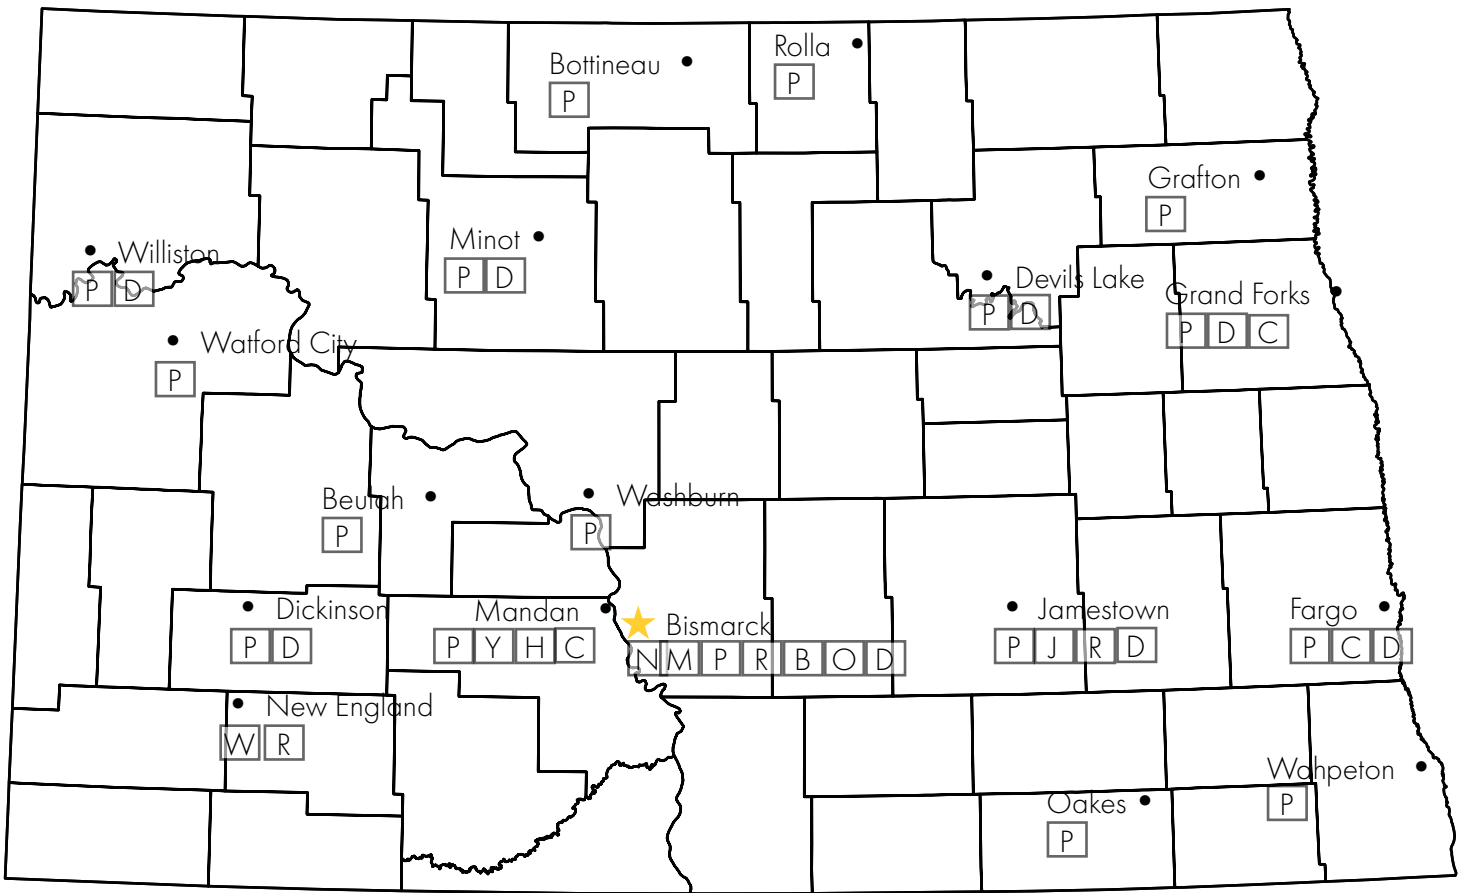 Rolla
P
Bottineau
P
Grafton
P
Minot
P D
Williston
P D
Devils Lake
P D
Grand Forks
P D C
Watford City
P
Beulah
P
Washburn
P
Dickinson
P D
Mandan
P Y H C
Bismarck
N M P R B O D
Jamestown
P J R D
Fargo
P C D
New England
W R
Wahpeton
P
Oakes
P